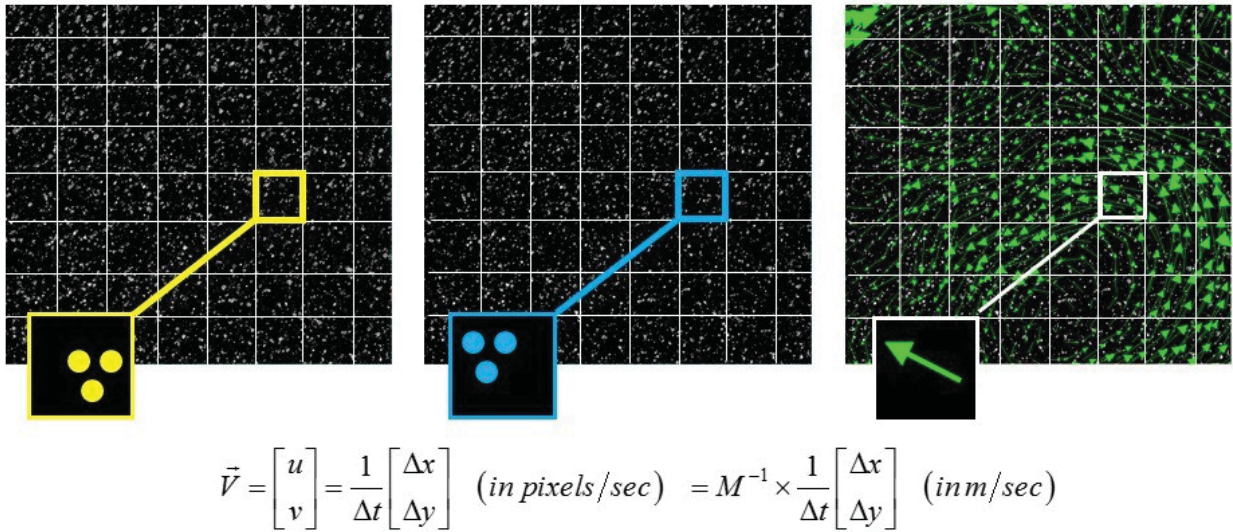 V⃗ = [u v] = 1/Δt [Δx Δy] (in pixels/sec) = M⁻¹ × 1/Δt [Δx Δy] (in m/sec)